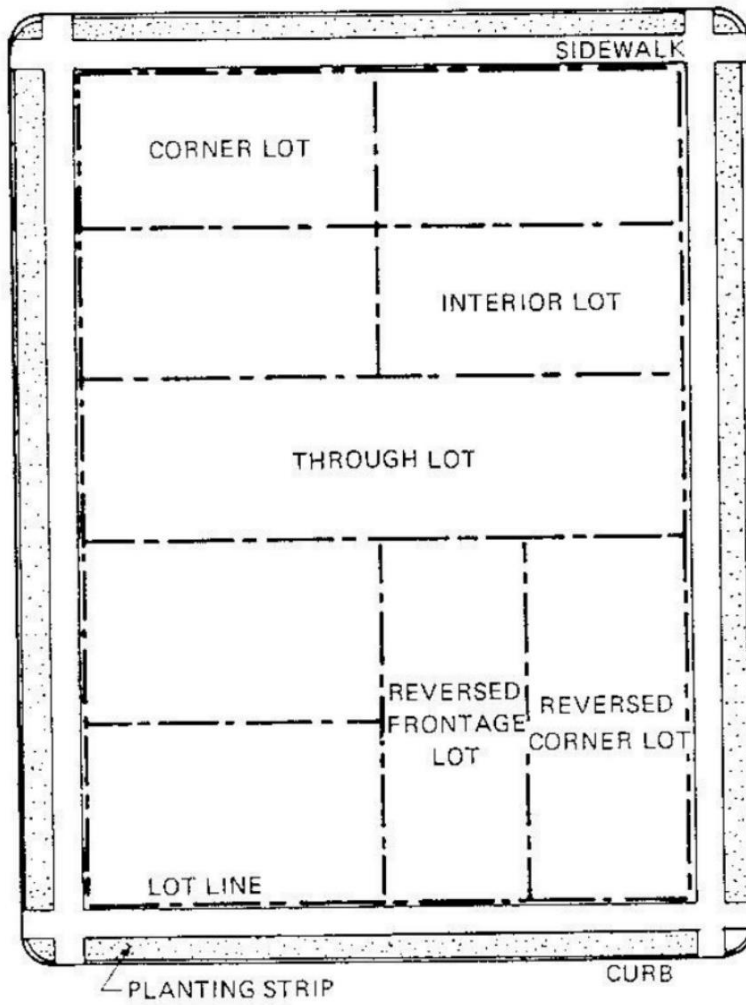 SIDEWALK
CORNER LOT
INTERIOR LOT
THROUGH LOT
REVERSED
FRONTAGE
LOT
REVERSED
CORNER LOT
LOT LINE
CURB
PLANTING STRIP